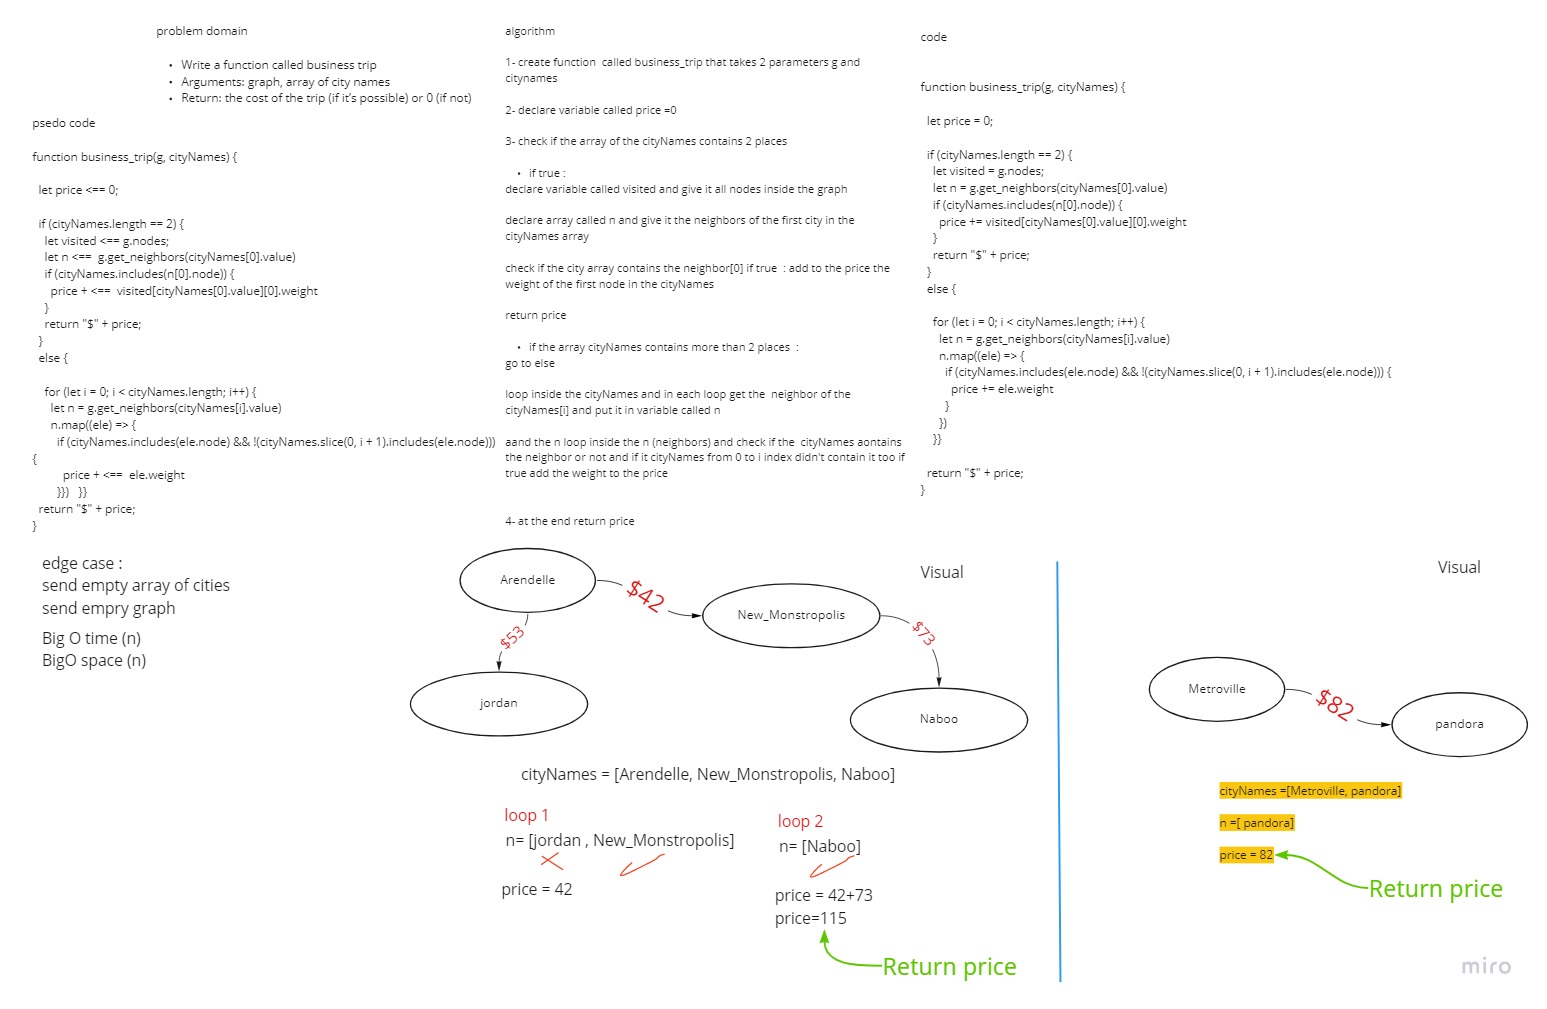 problem domain
• Write a function called business trip
• Arguments: graph, array of city names
• Return: the cost of the trip (if it's possible) or 0 (if not)
psedo code
function business_trip(g, cityNames) {
let price <== 0;
if (cityNames.length == 2) {
let visited <== g.nodes;
let n <== g.get_neighbors(cityNames[0].value)
if (cityNames.includes(n[0].node)) {
price + <== visited[cityNames[0].value][0].weight
}
return "$" + price;
}
else {
for (let i = 0; i < cityNames.length; i++) {
let n = g.get_neighbors(cityNames[i].value)
n.map((ele) => {
if (cityNames.includes(ele.node) && !(cityNames.slice(0, i + 1).includes(ele.node)))
{
price + <== ele.weight
}}) }}
return "$" + price;
}
algorithm
1- create function called business_trip that takes 2 parameters g and
citynames
2- declare variable called price =0
3- check if the array of the cityNames contains 2 places
• if true :
declare variable called visited and give it all nodes inside the graph
declare array called n and give it the neighbors of the first city in the
cityNames array
check if the city array contains the neighbor[0] if true : add to the price the
weight of the first node in the cityNames
return price
• if the array cityNames contains more than 2 places :
go to else
loop inside the cityNames and in each loop get the neighbor of the
cityNames[i] and put it in variable called n
aand the n loop inside the n (neighbors) and check if the cityNames aontains
the neighbor or not and if it cityNames from 0 to i index didn't contain it too if
true add the weight to the price
4- at the end return price
code
function business_trip(g, cityNames) {
let price = 0;
if (cityNames.length == 2) {
let visited = g.nodes;
let n = g.get_neighbors(cityNames[0].value)
if (cityNames.includes(n[0].node)) {
price += visited[cityNames[0].value][0].weight
}
return "$" + price;
}
else {
for (let i = 0; i < cityNames.length; i++) {
let n = g.get_neighbors(cityNames[i].value)
n.map((ele) => {
if (cityNames.includes(ele.node) && !(cityNames.slice(0, i + 1).includes(ele.node))) {
price += ele.weight
}
})
}}
return "$" + price;
}
edge case :
send empty array of cities
send empry graph
Big O time (n)
BigO space (n)
Visual
Arendelle
$42
New_Monstropolis
$53
$73
jordan
Naboo
cityNames = [Arendelle, New_Monstropolis, Naboo]
loop 1
n= [jordan , New_Monstropolis]
price = 42
loop 2
n= [Naboo]
price = 42+73
price=115
Return price
Visual
Metroville
$82
pandora
cityNames =[Metroville, pandora]
n =[ pandora]
price = 82
Return price
miro